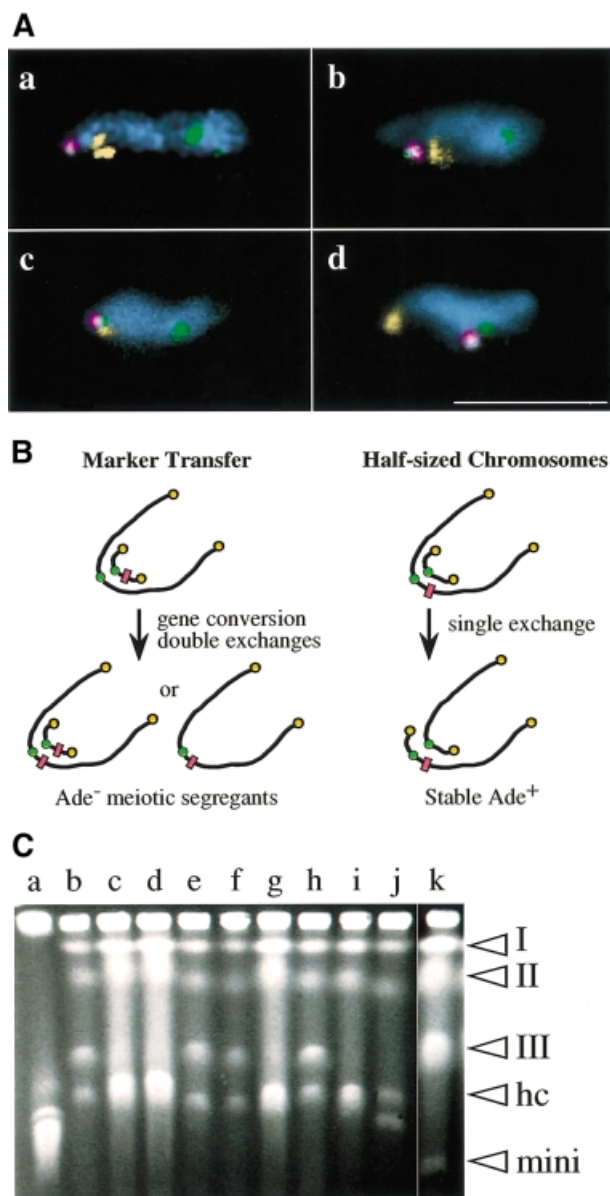 A
a
b
c
d
B
Marker Transfer
Half-sized Chromosomes
gene conversion
double exchanges
single exchange
or
Ade⁻ meiotic segregants
Stable Ade⁺
C
a b c d e f g h i j k
I
II
III
hc
mini